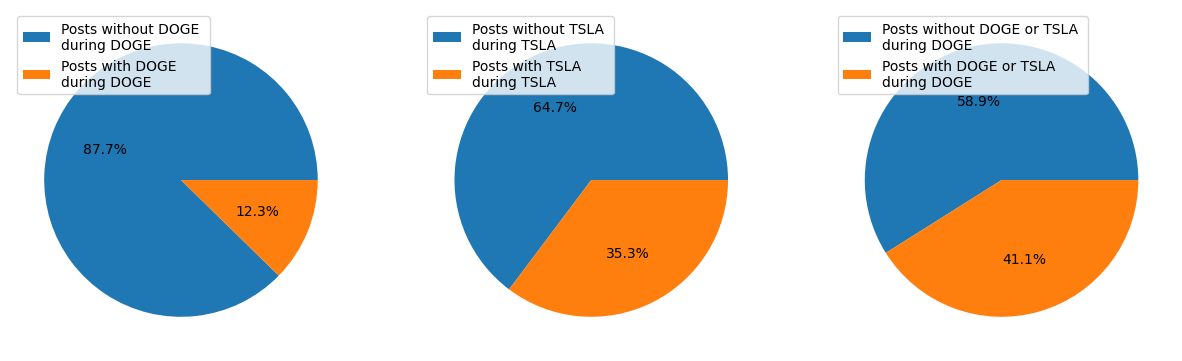 Posts without DOGE
during DOGE
Posts with DOGE
during DOGE
87.7%
12.3%
Posts without TSLA
during TSLA
Posts with TSLA
during TSLA
64.7%
35.3%
Posts without DOGE or TSLA
during DOGE
Posts with DOGE or TSLA
during DOGE
58.9%
41.1%